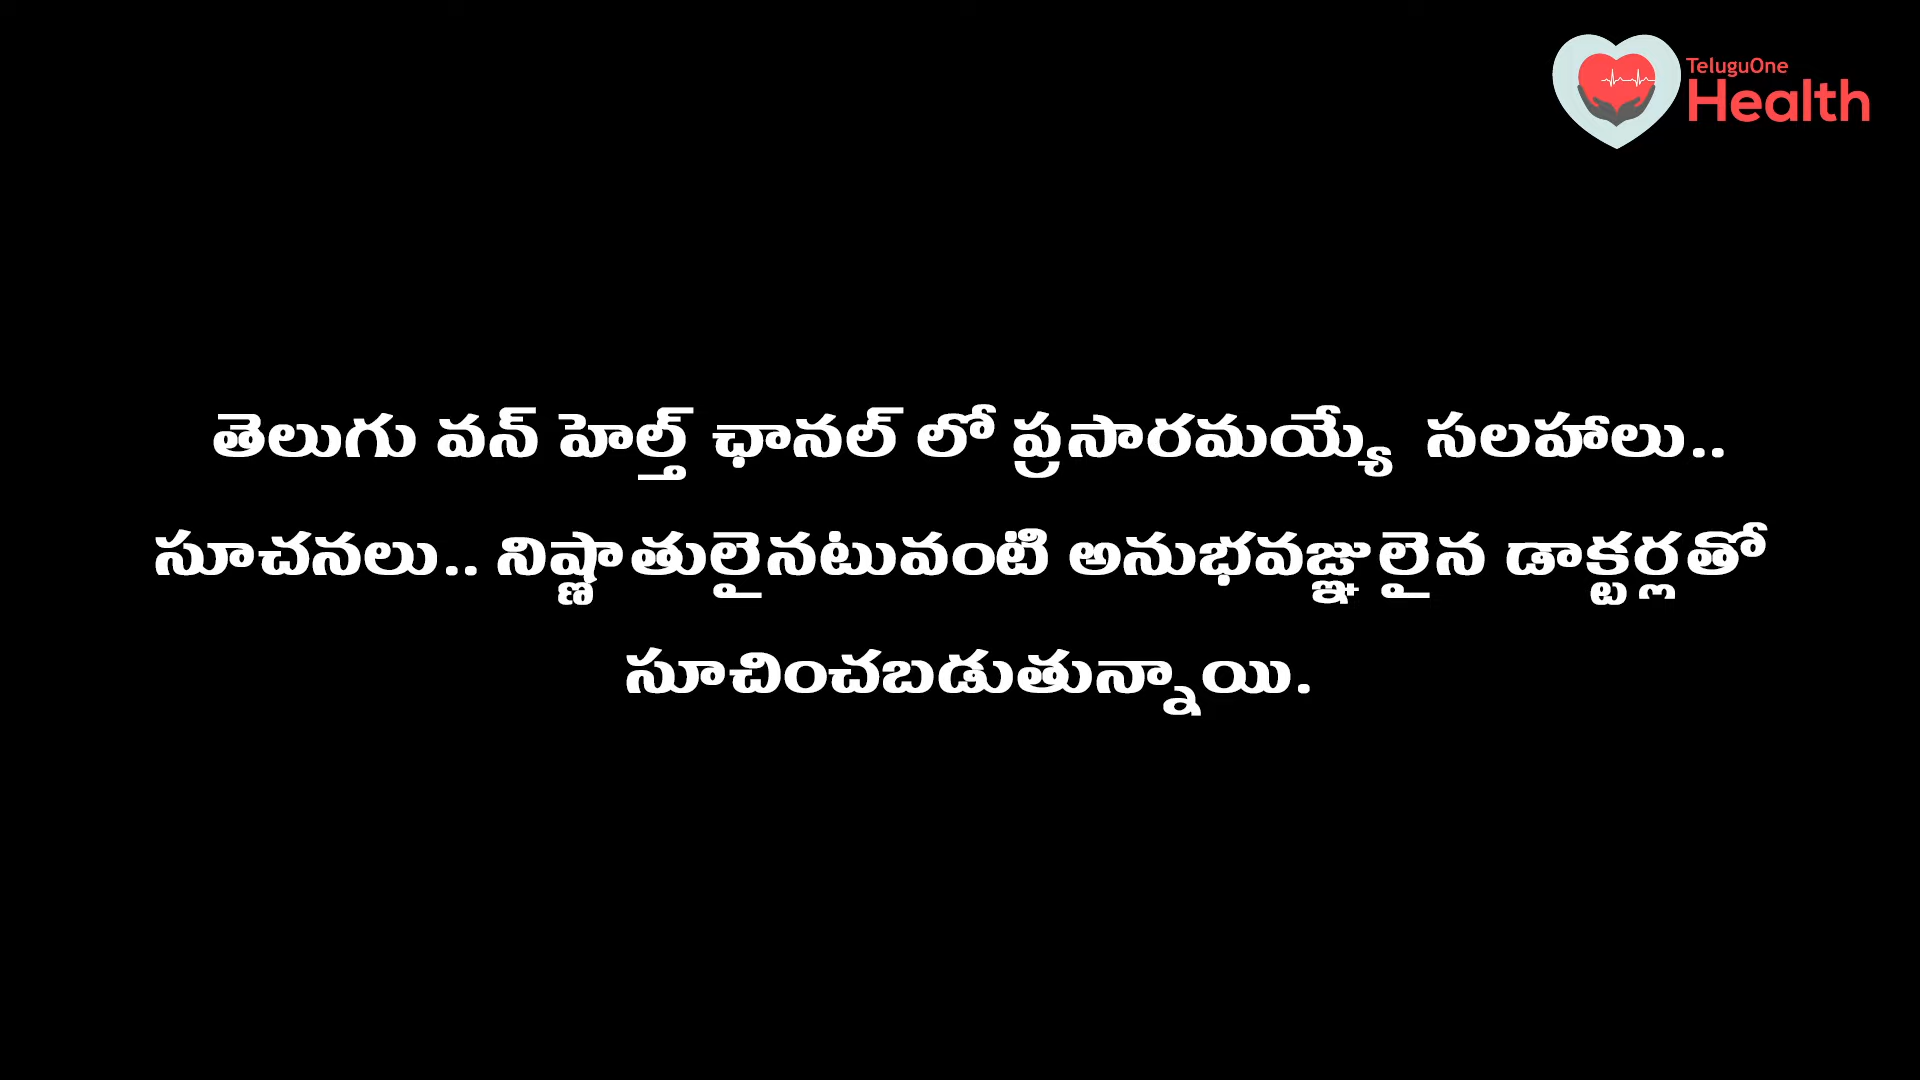 TeluguOne
Health
తెలుగు వన్ హెల్త్ ఛానల్ లో ప్రసారమయ్యే సలహాలు..
సూచనలు.. నిష్ణాతులైనటువంటి అనుభవజ్ఞులైన డాక్టర్లతో
సూచించబడుతున్నాయి.